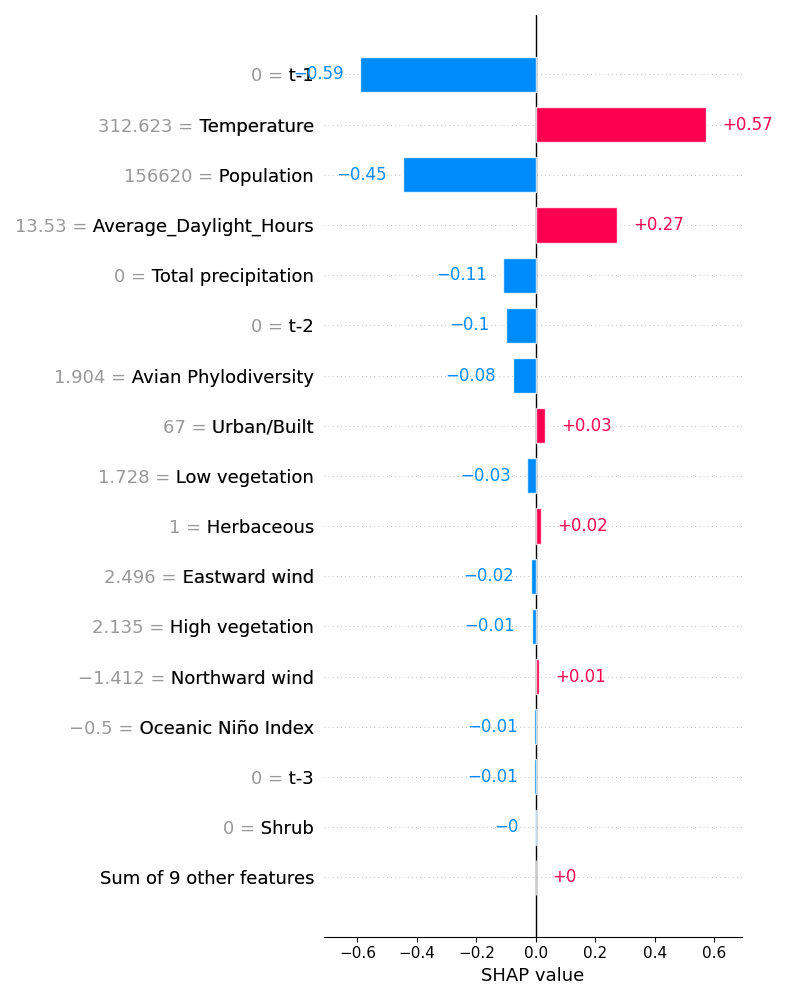 0 = t-1 −0.59
312.623 = Temperature +0.57
156620 = Population −0.45
13.53 = Average_Daylight_Hours +0.27
0 = Total precipitation −0.11
0 = t-2 −0.1
1.904 = Avian Phylodiversity −0.08
67 = Urban/Built +0.03
1.728 = Low vegetation −0.03
1 = Herbaceous +0.02
2.496 = Eastward wind −0.02
2.135 = High vegetation −0.01
−1.412 = Northward wind +0.01
−0.5 = Oceanic Niño Index −0.01
0 = t-3 −0.01
0 = Shrub −0
Sum of 9 other features +0
−0.6 −0.4 −0.2 0.0 0.2 0.4 0.6
SHAP value